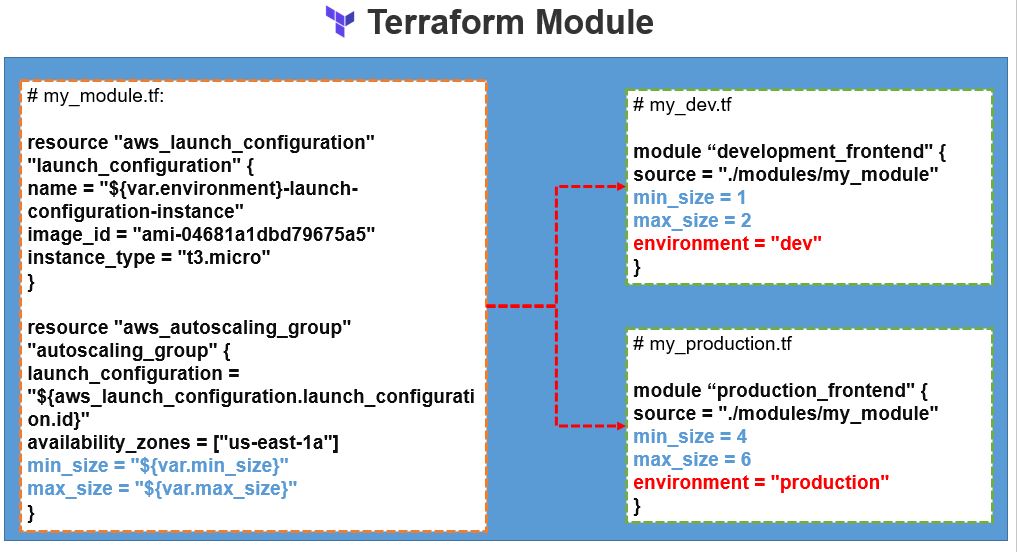 Terraform Module
# my_module.tf:
resource "aws_launch_configuration"
"launch_configuration" {
name = "${var.environment}-launch-
configuration-instance"
image_id = "ami-04681a1dbd79675a5"
instance_type = "t3.micro"
}
resource "aws_autoscaling_group"
"autoscaling_group" {
launch_configuration =
"${aws_launch_configuration.launch_configurati
on.id}"
availability_zones = ["us-east-1a"]
min_size = "${var.min_size}"
max_size = "${var.max_size}"
}
# my_dev.tf
module “development_frontend" {
source = "./modules/my_module"
min_size = 1
max_size = 2
environment = "dev"
}
# my_production.tf
module “production_frontend" {
source = "./modules/my_module"
min_size = 4
max_size = 6
environment = "production"
}